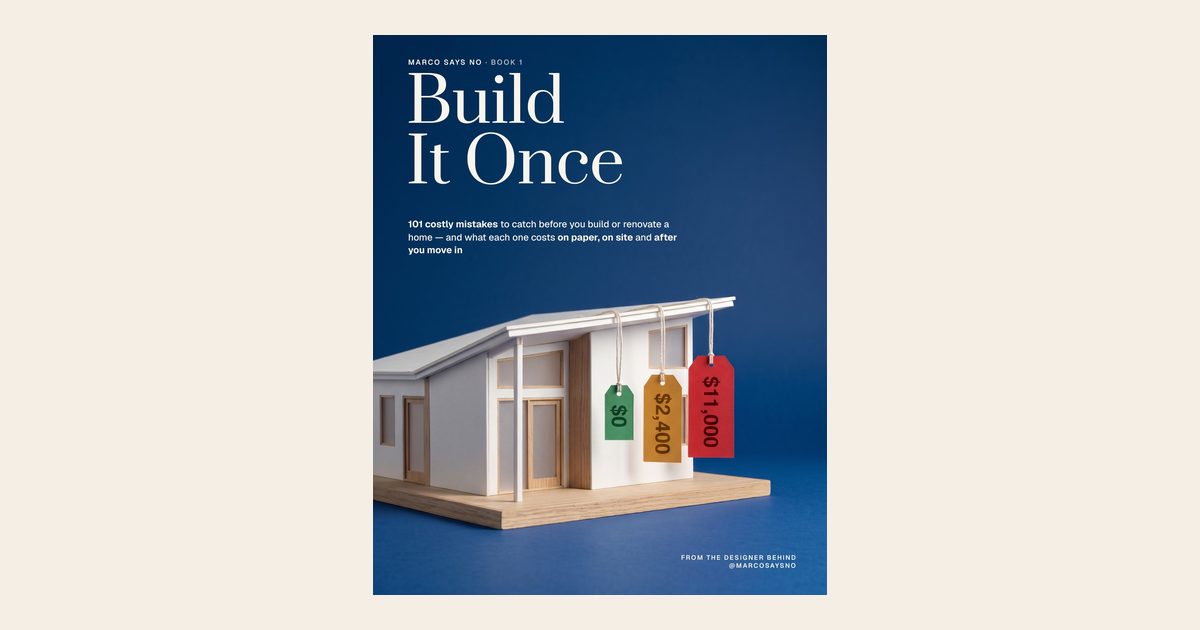 MARCO SAYS NO · BOOK 1
Build
It Once
101 costly mistakes to catch before you build or renovate a
home — and what each one costs on paper, on site and after
you move in
$0
$2,400
$11,000
FROM THE DESIGNER BEHIND
@MARCOSAYSNO